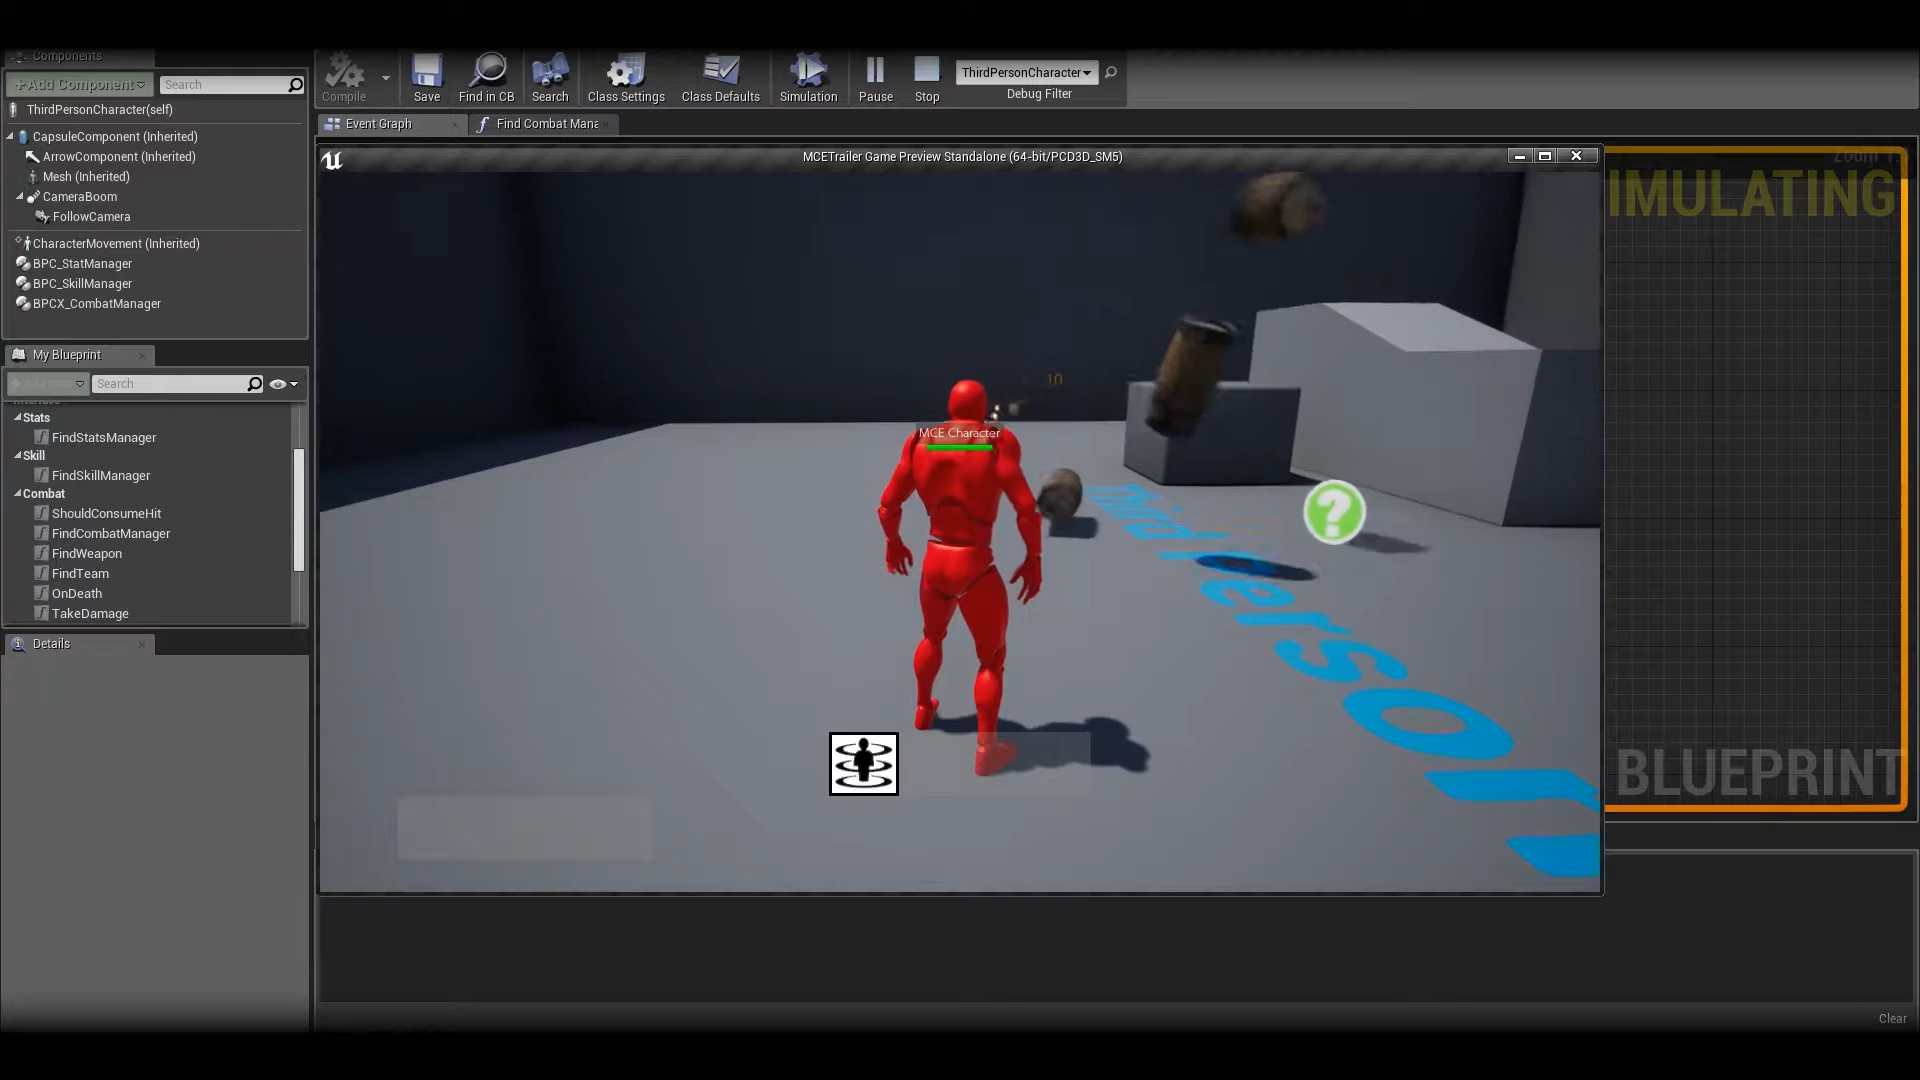 Components
+Add Component
Search
ThirdPersonCharacter(self)
CapsuleComponent (Inherited)
ArrowComponent (Inherited)
Mesh (Inherited)
CameraBoom
FollowCamera
CharacterMovement (Inherited)
BPC_StatManager
BPC_SkillManager
BPCX_CombatManager
My Blueprint
Search
Stats
FindStatsManager
Skill
FindSkillManager
Combat
ShouldConsumeHit
FindCombatManager
FindWeapon
FindTeam
OnDeath
TakeDamage
Details
Compile
Save
Find in CB
Search
Class Settings
Class Defaults
Simulation
Pause
Stop
ThirdPersonCharacter
Debug Filter
Event Graph
Find Combat Mana
MCETrailer Game Preview Standalone (64-bit/PCD3D_SM5)
10
MCE Character
?
IMULATING
BLUEPRINT
Clear